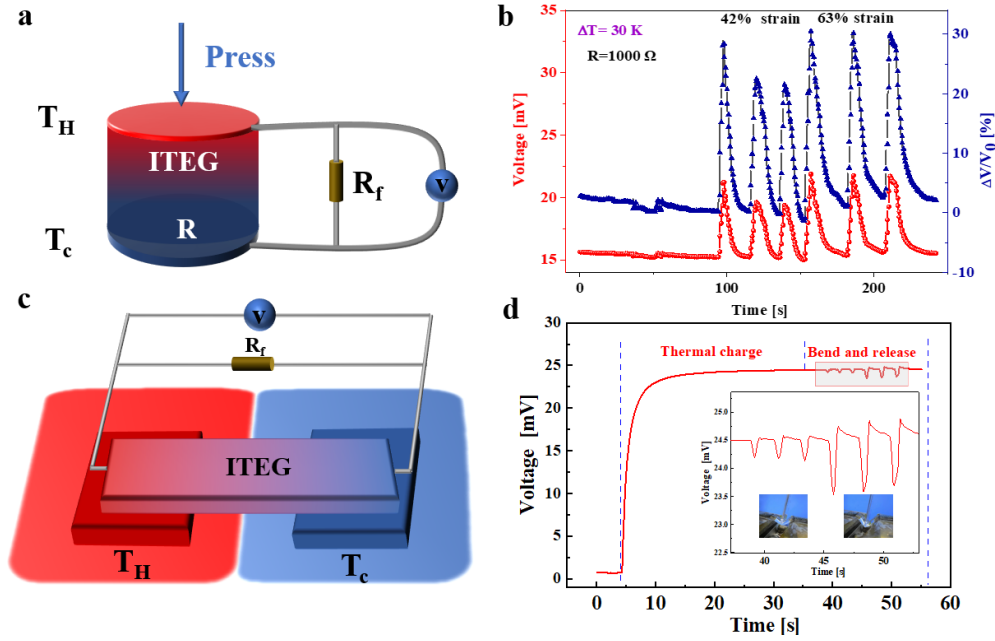 a
Press
T_H
ITEG
R_f
V
R
T_c
b
42% strain 63% strain
ΔT= 30 K
R=1000 Ω
35
30
25
20
15
Voltage [mV]
40
30
20
10
0
-10
ΔV/V0 [%]
0 100 200
Time [s]
c
V
R_f
ITEG
T_H
T_c
d
30
25
20
15
10
5
0
Voltage [mV]
Thermal charge
Bend and release
25.0
24.5
24.0
23.5
23.0
22.5
Voltage [mV]
40 45 50
Time [s]
0 10 20 30 40 50 60
Time [s]